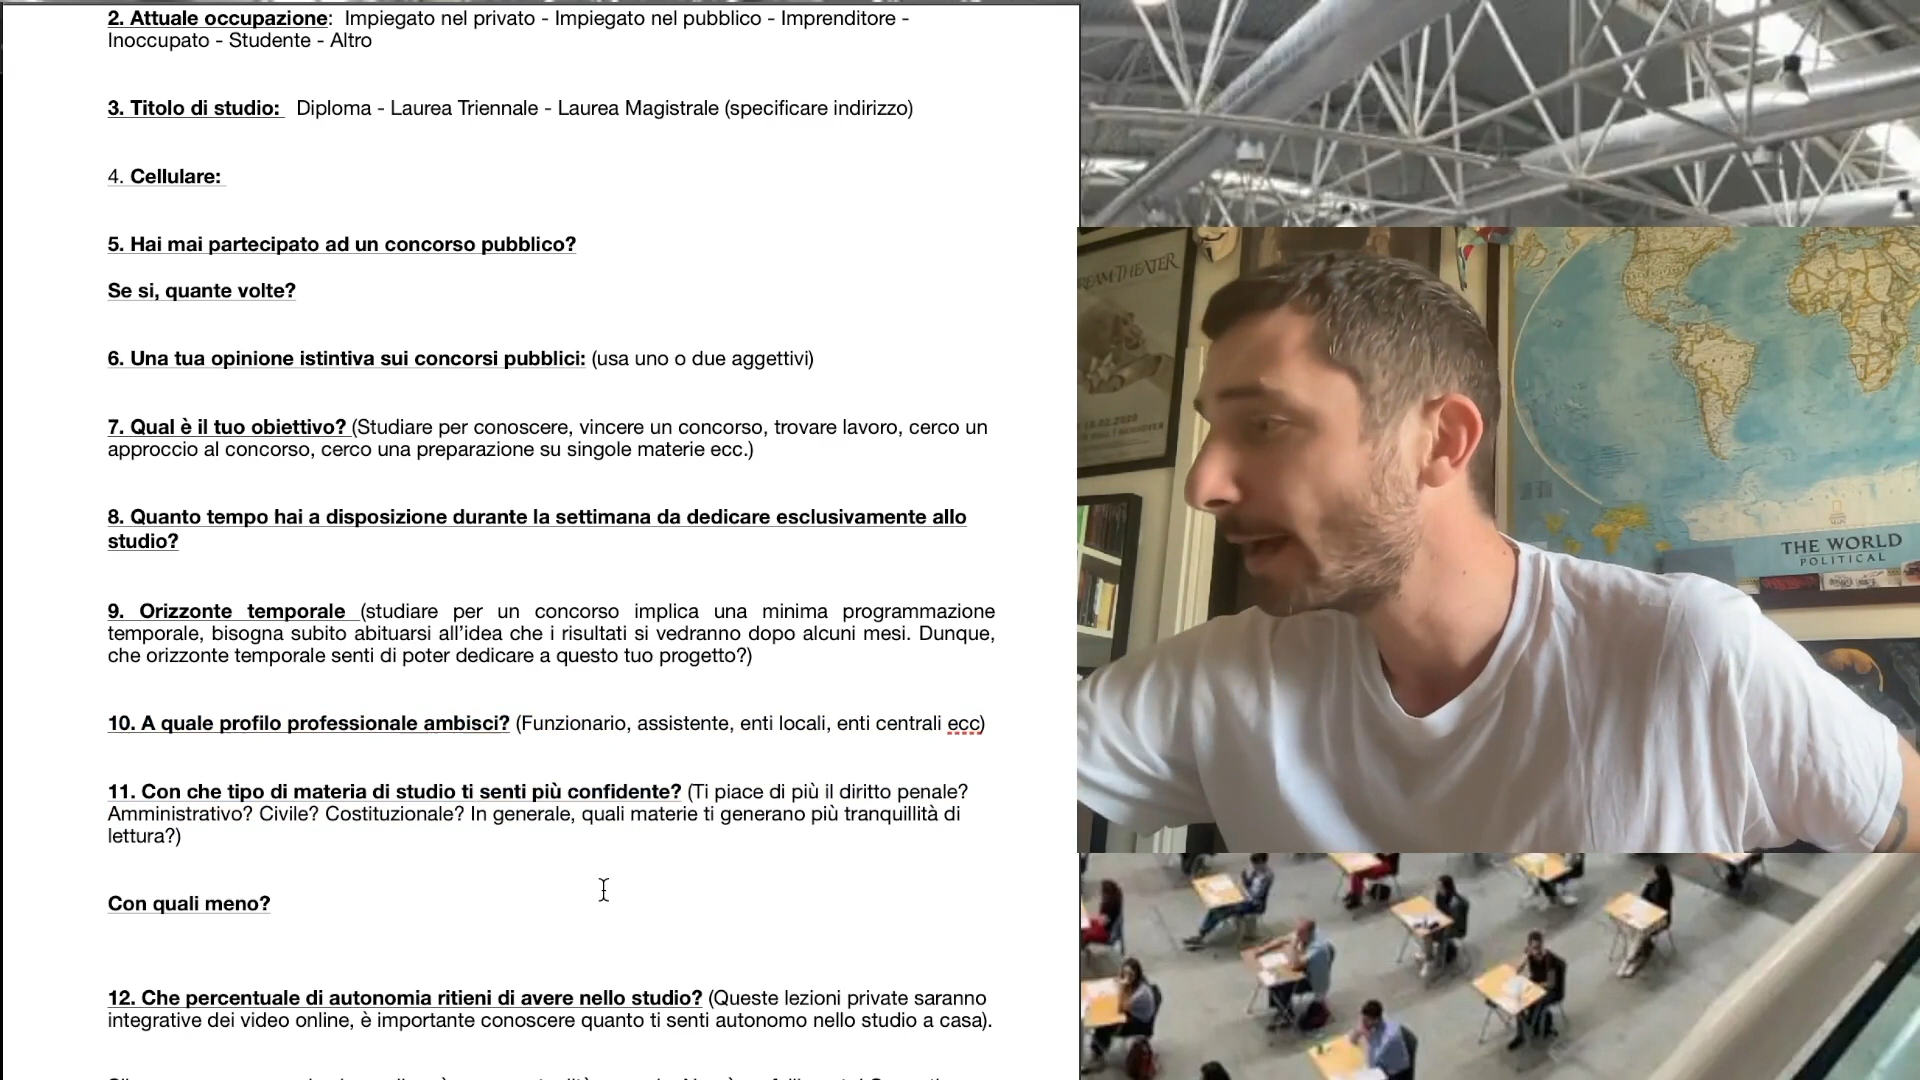 2. Attuale occupazione:  Impiegato nel privato - Impiegato nel pubblico - Imprenditore -
Inoccupato - Studente - Altro
3. Titolo di studio:   Diploma - Laurea Triennale - Laurea Magistrale (specificare indirizzo)
4. Cellulare:
5. Hai mai partecipato ad un concorso pubblico?
Se si, quante volte?
6. Una tua opinione istintiva sui concorsi pubblici: (usa uno o due aggettivi)
7. Qual è il tuo obiettivo? (Studiare per conoscere, vincere un concorso, trovare lavoro, cerco un
approccio al concorso, cerco una preparazione su singole materie ecc.)
8. Quanto tempo hai a disposizione durante la settimana da dedicare esclusivamente allo
studio?
9. Orizzonte temporale (studiare per un concorso implica una minima programmazione
temporale, bisogna subito abituarsi all’idea che i risultati si vedranno dopo alcuni mesi. Dunque,
che orizzonte temporale senti di poter dedicare a questo tuo progetto?)
10. A quale profilo professionale ambisci? (Funzionario, assistente, enti locali, enti centrali ecc)
11. Con che tipo di materia di studio ti senti più confidente? (Ti piace di più il diritto penale?
Amministrativo? Civile? Costituzionale? In generale, quali materie ti generano più tranquillità di
lettura?)
Con quali meno?
12. Che percentuale di autonomia ritieni di avere nello studio? (Queste lezioni private saranno
integrative dei video online, è importante conoscere quanto ti senti autonomo nello studio a casa).
THEATER
THE WORLD
POLITICAL